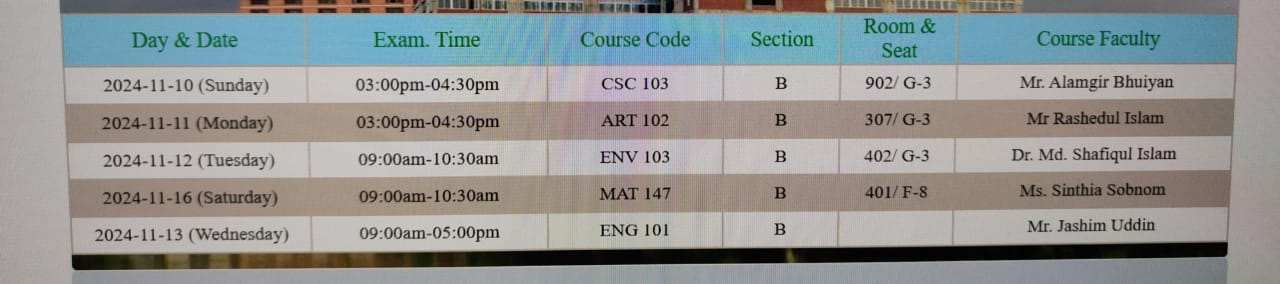 Day & Date Exam. Time Course Code Section Room & Seat Course Faculty
2024-11-10 (Sunday) 03:00pm-04:30pm CSC 103 B 902/ G-3 Mr. Alamgir Bhuiyan
2024-11-11 (Monday) 03:00pm-04:30pm ART 102 B 307/ G-3 Mr Rashedul Islam
2024-11-12 (Tuesday) 09:00am-10:30am ENV 103 B 402/ G-3 Dr. Md. Shafiqul Islam
2024-11-16 (Saturday) 09:00am-10:30am MAT 147 B 401/ F-8 Ms. Sinthia Sobnom
2024-11-13 (Wednesday) 09:00am-05:00pm ENG 101 B Mr. Jashim Uddin